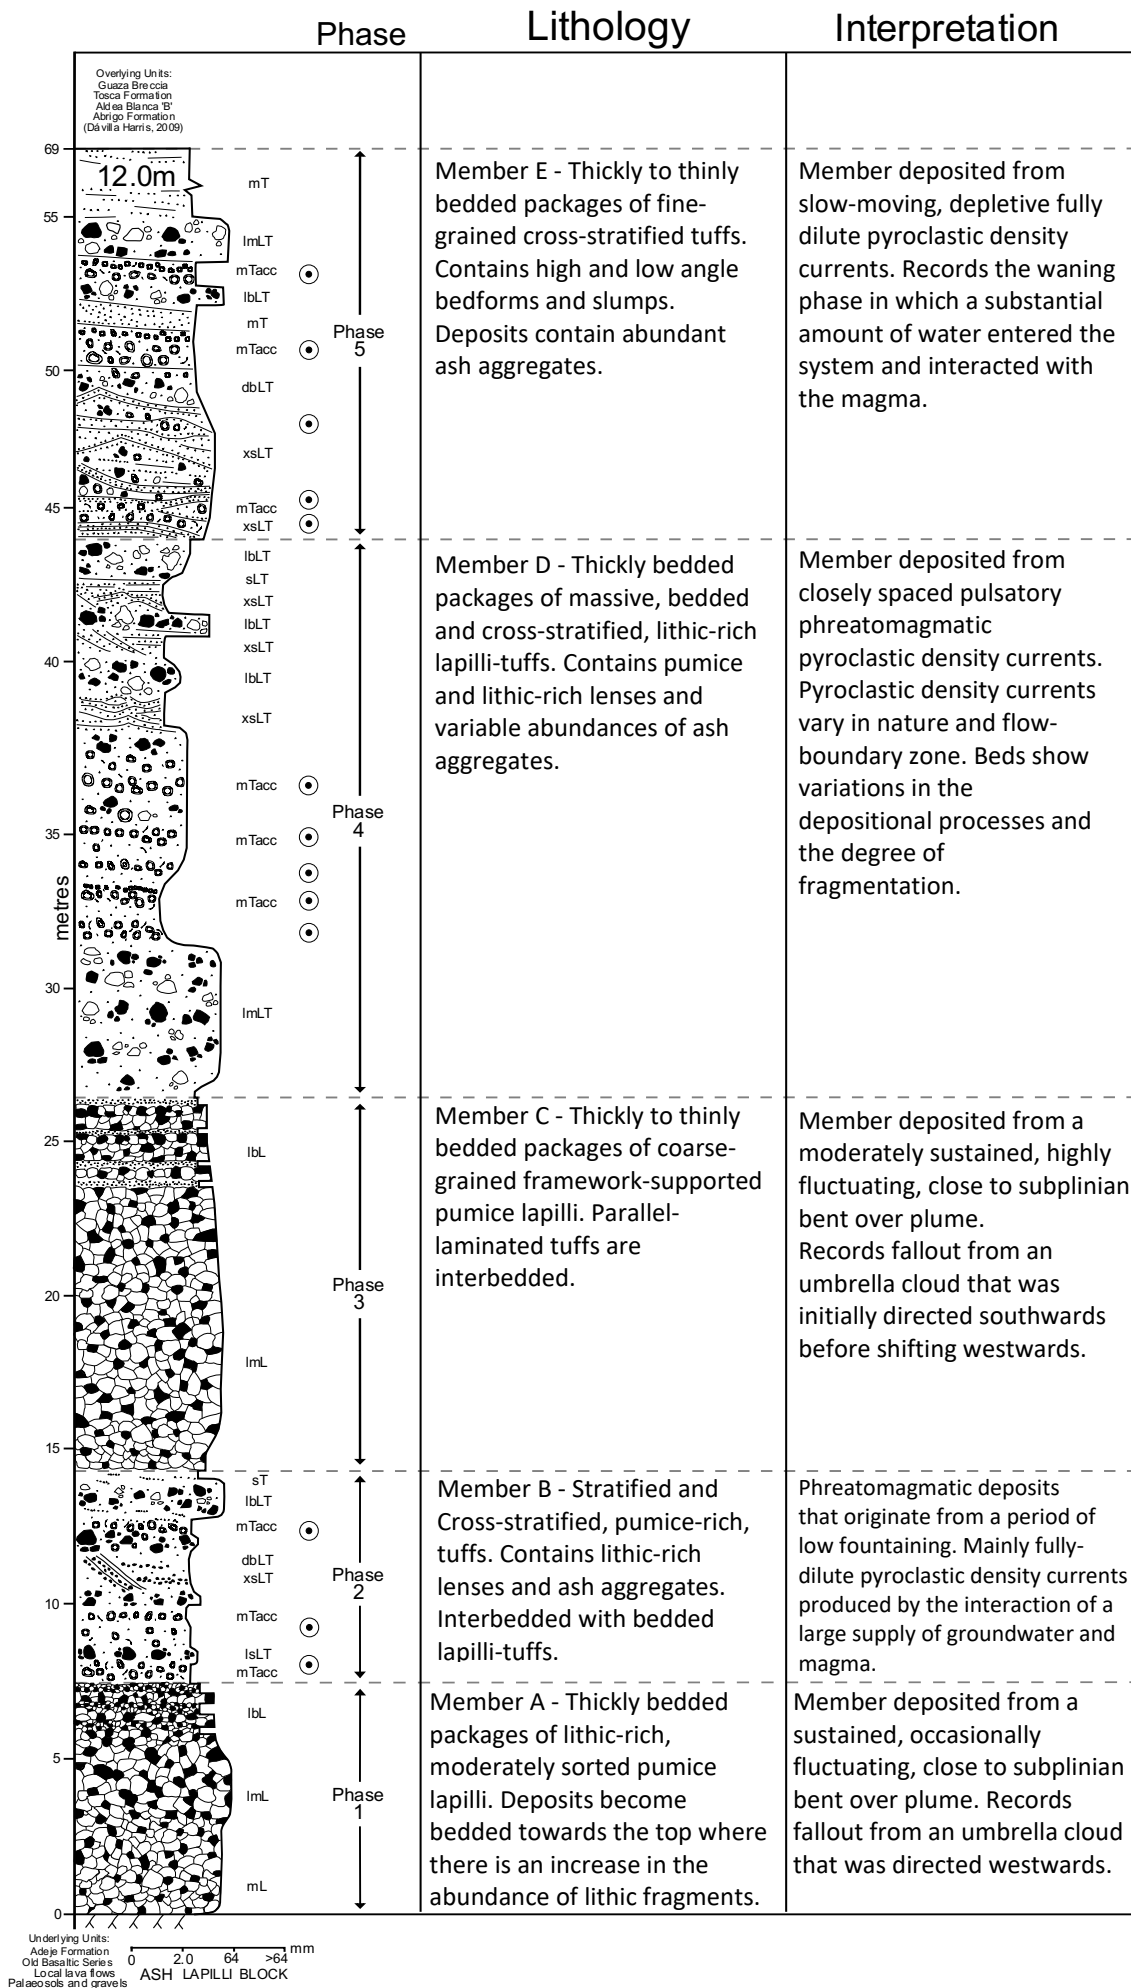 Phase
Lithology
Interpretation
Overlying Units:
Guaza Breccia
Tosca Formation
Aldea Blanca 'B'
Abrigo Formation
(Dávilla Harris, 2009)
69
12.0m
55
50
45
40
35
metres
30
25
20
15
10
5
0
mT
lmLT
mTacc
lbLT
mT
mTacc
dbLT
xsLT
mTacc
xsLT
Phase
5
Member E - Thickly to thinly
bedded packages of fine-
grained cross-stratified tuffs.
Contains high and low angle
bedforms and slumps.
Deposits contain abundant
ash aggregates.
Member deposited from
slow-moving, depletive fully
dilute pyroclastic density
currents. Records the waning
phase in which a substantial
amount of water entered the
system and interacted with
the magma.
lbLT
sLT
xsLT
lbLT
xsLT
lbLT
xsLT
mTacc
mTacc
mTacc
lmLT
Phase
4
Member D - Thickly bedded
packages of massive, bedded
and cross-stratified, lithic-rich
lapilli-tuffs. Contains pumice
and lithic-rich lenses and
variable abundances of ash
aggregates.
Member deposited from
closely spaced pulsatory
phreatomagmatic
pyroclastic density currents.
Pyroclastic density currents
vary in nature and flow-
boundary zone. Beds show
variations in the
depositional processes and
the degree of
fragmentation.
lbL
lmL
Phase
3
Member C - Thickly to thinly
bedded packages of coarse-
grained framework-supported
pumice lapilli. Parallel-
laminated tuffs are
interbedded.
Member deposited from a
moderately sustained, highly
fluctuating, close to subplinian
bent over plume.
Records fallout from an
umbrella cloud that was
initially directed southwards
before shifting westwards.
sT
lbLT
mTacc
dbLT
xsLT
mTacc
lsLT
mTacc
Phase
2
Member B - Stratified and
Cross-stratified, pumice-rich,
tuffs. Contains lithic-rich
lenses and ash aggregates.
Interbedded with bedded
lapilli-tuffs.
Phreatomagmatic deposits
that originate from a period of
low fountaining. Mainly fully-
dilute pyroclastic density currents
produced by the interaction of a
large supply of groundwater and
magma.
lbL
lmL
mL
Phase
1
Member A - Thickly bedded
packages of lithic-rich,
moderately sorted pumice
lapilli. Deposits become
bedded towards the top where
there is an increase in the
abundance of lithic fragments.
Member deposited from a
sustained, occasionally
fluctuating, close to subplinian
bent over plume. Records
fallout from an umbrella cloud
that was directed westwards.
Underlying Units:
Adeje Formation
Old Basaltic Series
Local lava flows
Palaeosols and gravels
0 2.0 64 >64 mm
ASH LAPILLI BLOCK